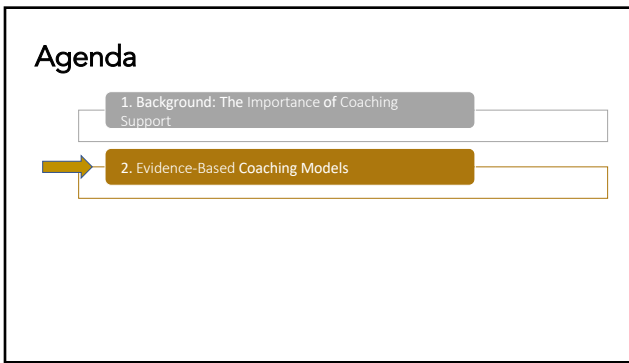 Agenda
1. Background: The Importance of Coaching
Support
2. Evidence-Based Coaching Models